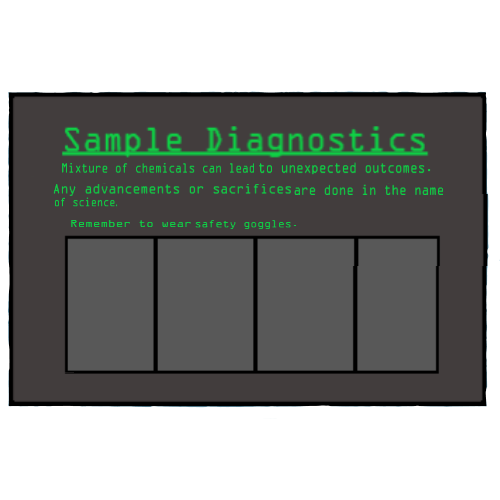 Sample Diagnostics
Mixture of chemicals can lead to unexpected outcomes.
Any advancements or sacrifices are done in the name
of science.
Remember to wear safety goggles.